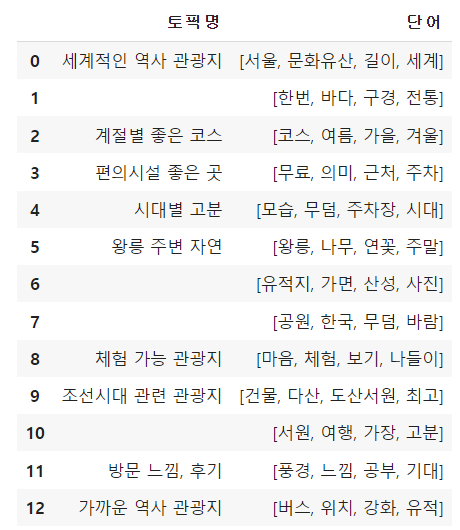 토픽명 단어
0 세계적인 역사 관광지 [서울, 문화유산, 길이, 세계]
1 [한번, 바다, 구경, 전통]
2 계절별 좋은 코스 [코스, 여름, 가을, 겨울]
3 편의시설 좋은 곳 [무료, 의미, 근처, 주차]
4 시대별 고분 [모습, 무덤, 주차장, 시대]
5 왕릉 주변 자연 [왕릉, 나무, 연꽃, 주말]
6 [유적지, 가면, 산성, 사진]
7 [공원, 한국, 무덤, 바람]
8 체험 가능 관광지 [마음, 체험, 보기, 나들이]
9 조선시대 관련 관광지 [건물, 다산, 도산서원, 최고]
10 [서원, 여행, 가장, 고분]
11 방문 느낌, 후기 [풍경, 느낌, 공부, 기대]
12 가까운 역사 관광지 [버스, 위치, 강화, 유적]